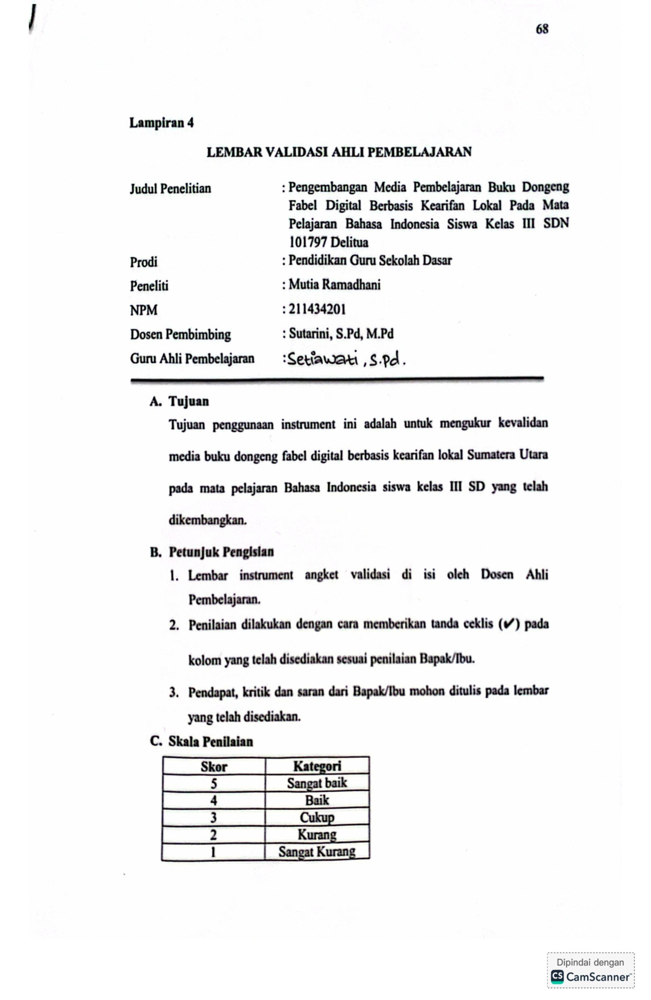 68
Lampiran 4
LEMBAR VALIDASI AHLI PEMBELAJARAN
Judul Penelitian : Pengembangan Media Pembelajaran Buku Dongeng
Fabel Digital Berbasis Kearifan Lokal Pada Mata
Pelajaran Bahasa Indonesia Siswa Kelas III SDN
101797 Delitua
Prodi : Pendidikan Guru Sekolah Dasar
Peneliti : Mutia Ramadhani
NPM : 211434201
Dosen Pembimbing : Sutarini, S.Pd, M.Pd
Guru Ahli Pembelajaran : Setiawati, S.Pd.
A. Tujuan
Tujuan penggunaan instrument ini adalah untuk mengukur kevalidan
media buku dongeng fabel digital berbasis kearifan lokal Sumatera Utara
pada mata pelajaran Bahasa Indonesia siswa kelas III SD yang telah
dikembangkan.
B. Petunjuk Pengisian
1. Lembar instrument angket validasi di isi oleh Dosen Ahli
Pembelajaran.
2. Penilaian dilakukan dengan cara memberikan tanda ceklis (✔) pada
kolom yang telah disediakan sesuai penilaian Bapak/Ibu.
3. Pendapat, kritik dan saran dari Bapak/Ibu mohon ditulis pada lembar
yang telah disediakan.
C. Skala Penilaian
Skor Kategori
5 Sangat baik
4 Baik
3 Cukup
2 Kurang
1 Sangat Kurang
Dipindai dengan
CS CamScanner™